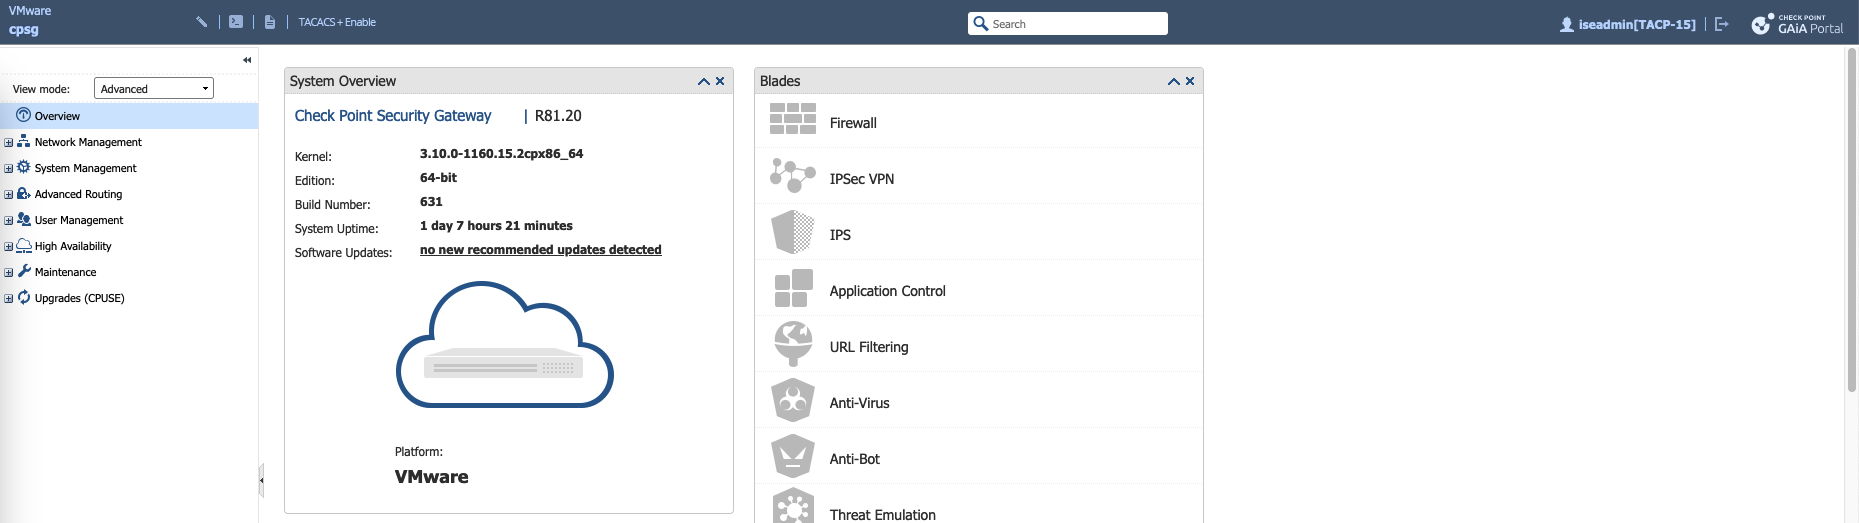 VMware
cpsg
TACACS+ Enable
Search
iseadmin[TACP-15]
CHECK POINT
GAiA Portal
View mode: Advanced
Overview
Network Management
System Management
Advanced Routing
User Management
High Availability
Maintenance
Upgrades (CPUSE)
System Overview
Check Point Security Gateway | R81.20
Kernel: 3.10.0-1160.15.2cpx86_64
Edition: 64-bit
Build Number: 631
System Uptime: 1 day 7 hours 21 minutes
Software Updates: no new recommended updates detected
Platform:
VMware
Blades
Firewall
IPSec VPN
IPS
Application Control
URL Filtering
Anti-Virus
Anti-Bot
Threat Emulation